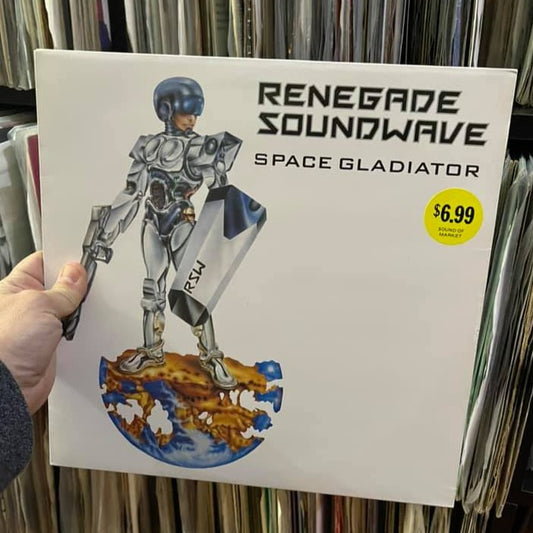 RENEGADE
SOUNDWAVE
SPACE GLADIATOR
$6.99
SOUND OF
MARKET
RSW